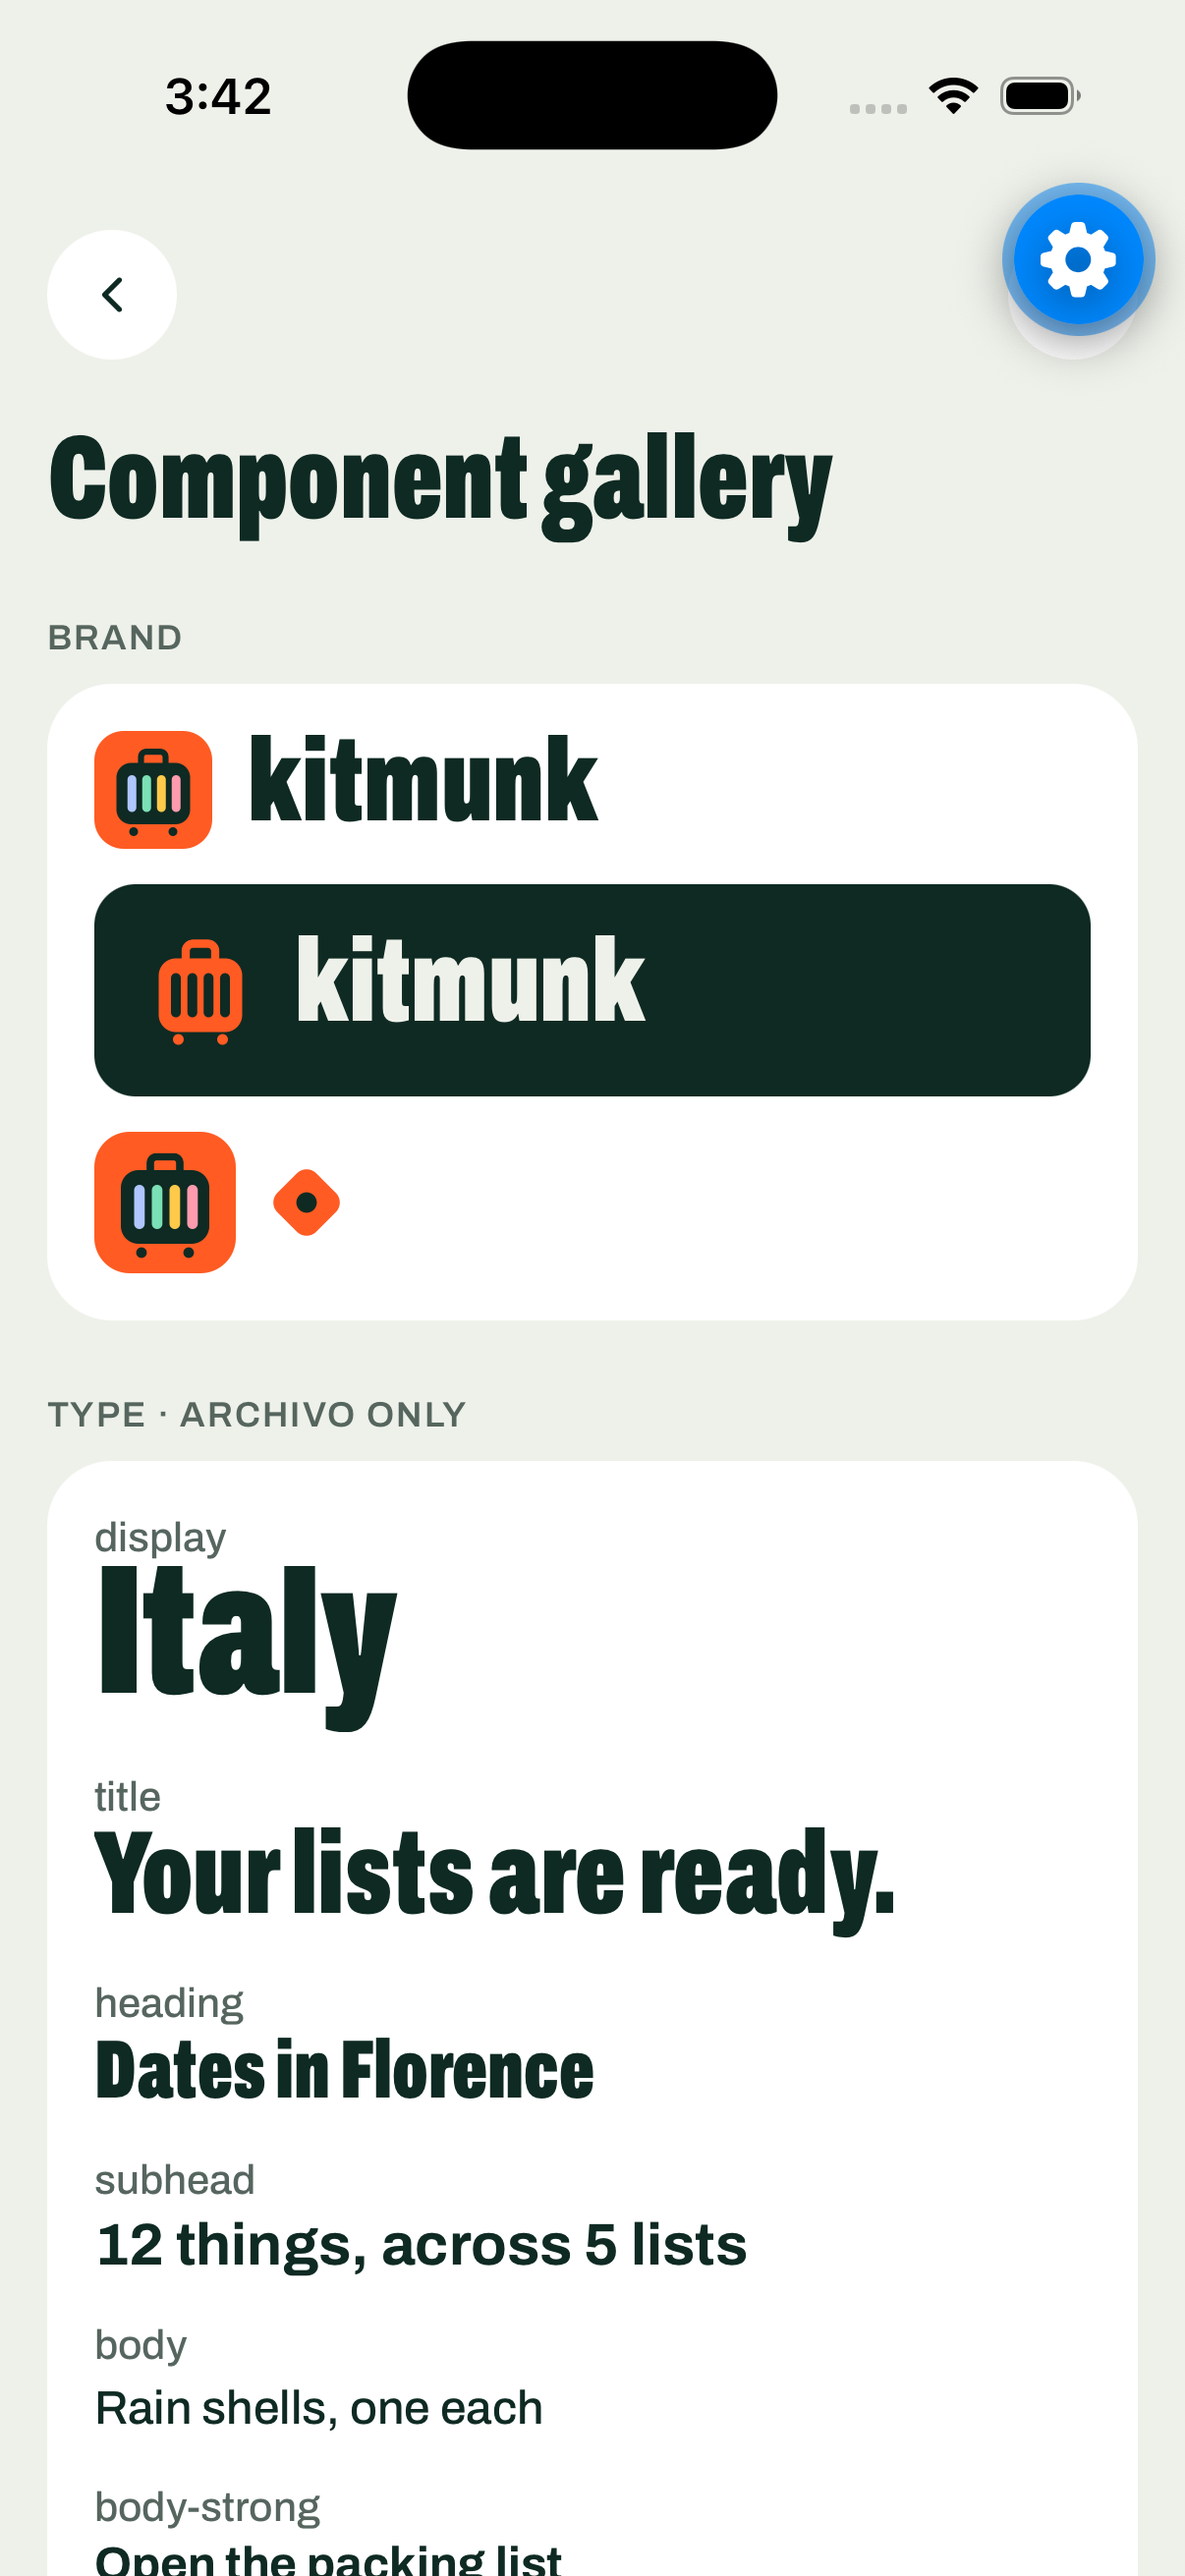 3:42
Component gallery
BRAND
kitmunk
kitmunk
TYPE · ARCHIVO ONLY
display
Italy
title
Your lists are ready.
heading
Dates in Florence
subhead
12 things, across 5 lists
body
Rain shells, one each
body-strong
Open the packing list